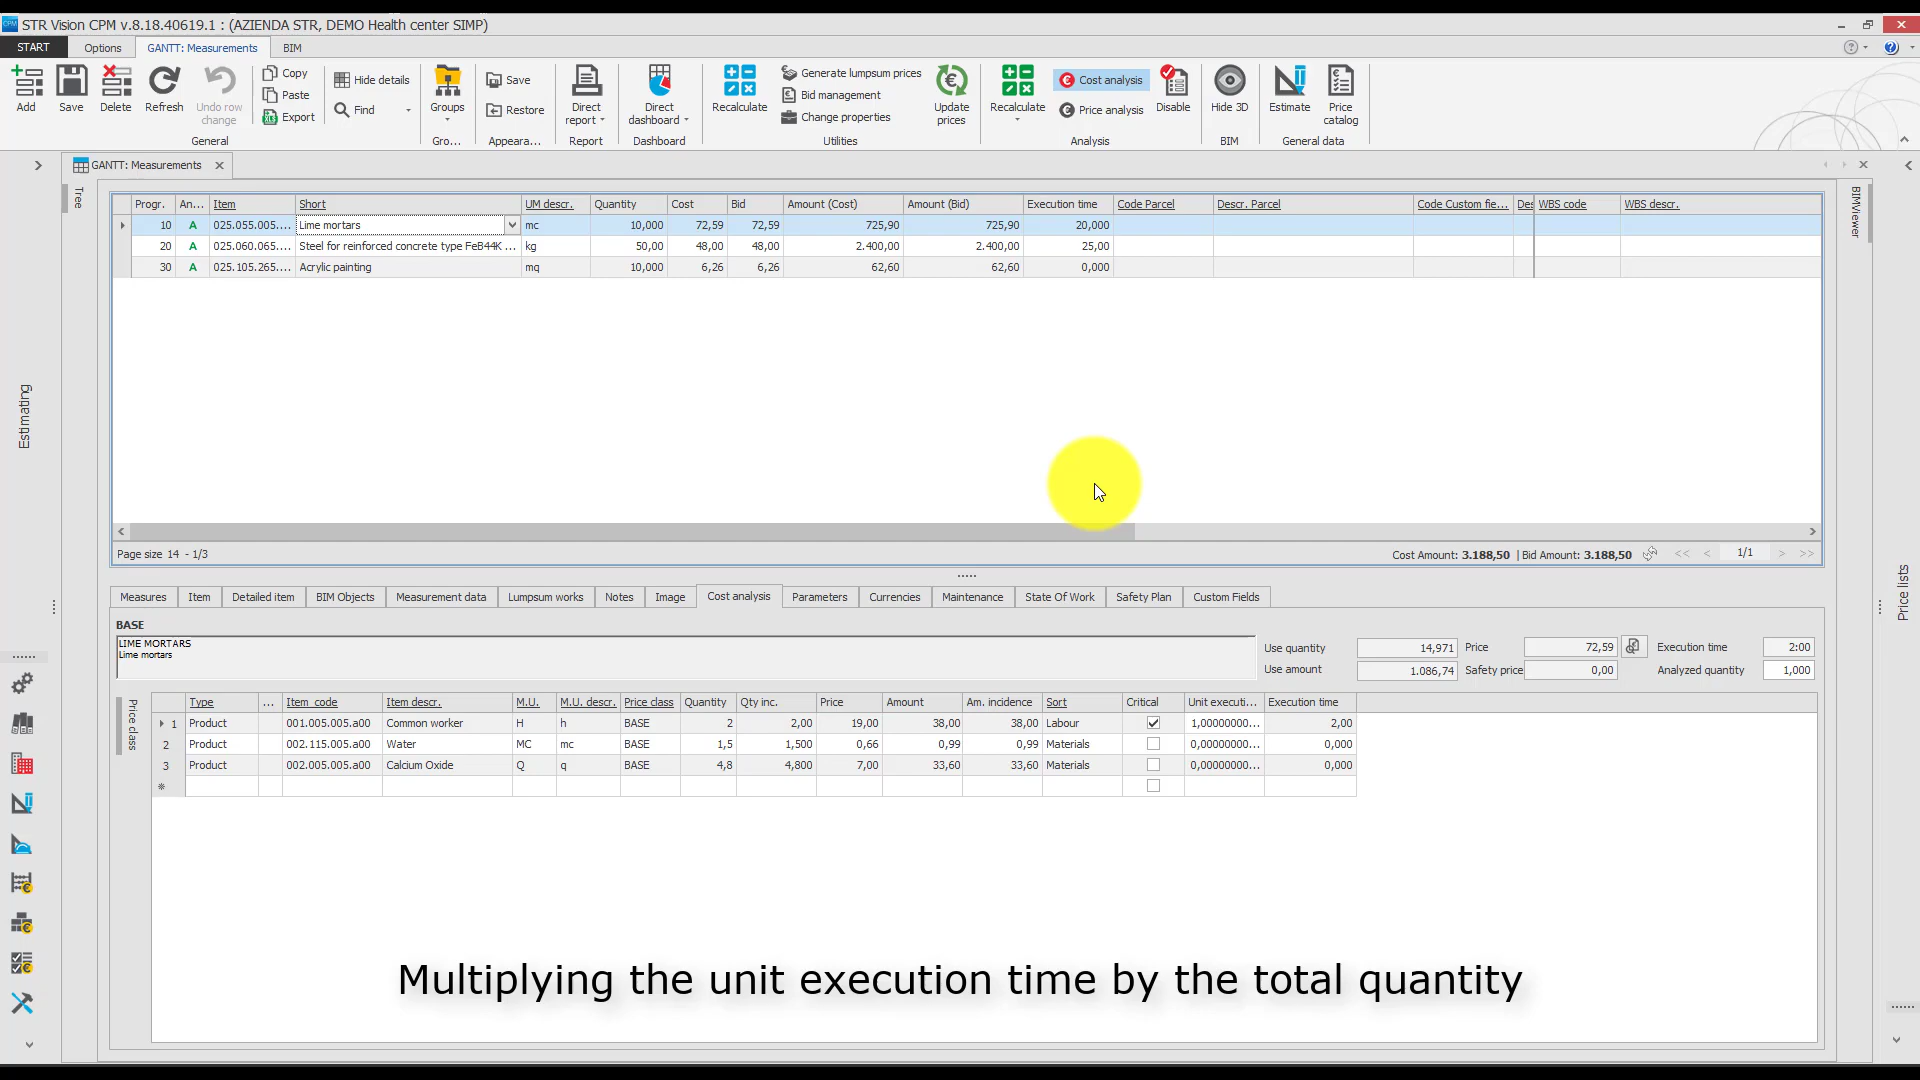 STR Vision CPM v.8.18.40619.1 : (AZIENDA STR, DEMO Health center SIMP)
START Options GANTT: Measurements BIM
Add Save Delete Refresh Undo row change
Copy
Paste
Export
Hide details
Find
General
Groups
Gro...
Save
Restore
Appeara...
Direct report
Report
Direct dashboard
Dashboard
Recalculate
Generate lumpsum prices
Bid management
Change properties
Update prices
Utilities
Recalculate
Cost analysis
Price analysis
Disable
Analysis
Hide 3D
BIM
Estimate
Price catalog
General data
GANTT: Measurements
Tree
BIMViewer
Estimating
Price lists
Progr. An... Item Short UM descr. Quantity Cost Bid Amount (Cost) Amount (Bid) Execution time Code Parcel Descr. Parcel Code Custom fie... Des WBS code WBS descr.
10 A 025.055.005.... Lime mortars mc 10,000 72,59 72,59 725,90 725,90 20,000
20 A 025.060.065.... Steel for reinforced concrete type FeB44K ... kg 50,00 48,00 48,00 2.400,00 2.400,00 25,00
30 A 025.105.265.... Acrylic painting mq 10,000 6,26 6,26 62,60 62,60 0,000
Page size 14 - 1/3
Cost Amount: 3.188,50 | Bid Amount: 3.188,50 << < 1/1 > >>
Measures Item Detailed item BIM Objects Measurement data Lumpsum works Notes Image Cost analysis Parameters Currencies Maintenance State Of Work Safety Plan Custom Fields
BASE
LIME MORTARS
Lime mortars
Use quantity 14,971 Price 72,59 Execution time 2:00
Use amount 1.086,74 Safety price 0,00 Analyzed quantity 1,000
Price class
Type ... Item code Item descr. M.U. M.U. descr. Price class Quantity Qty inc. Price Amount Am. incidence Sort Critical Unit executi... Execution time
1 Product 001.005.005.a00 Common worker H h BASE 2 2,00 19,00 38,00 38,00 Labour 1,00000000... 2,00
2 Product 002.115.005.a00 Water MC mc BASE 1,5 1,500 0,66 0,99 0,99 Materials 0,00000000... 0,000
3 Product 002.005.005.a00 Calcium Oxide Q q BASE 4,8 4,800 7,00 33,60 33,60 Materials 0,00000000... 0,000
Multiplying the unit execution time by the total quantity